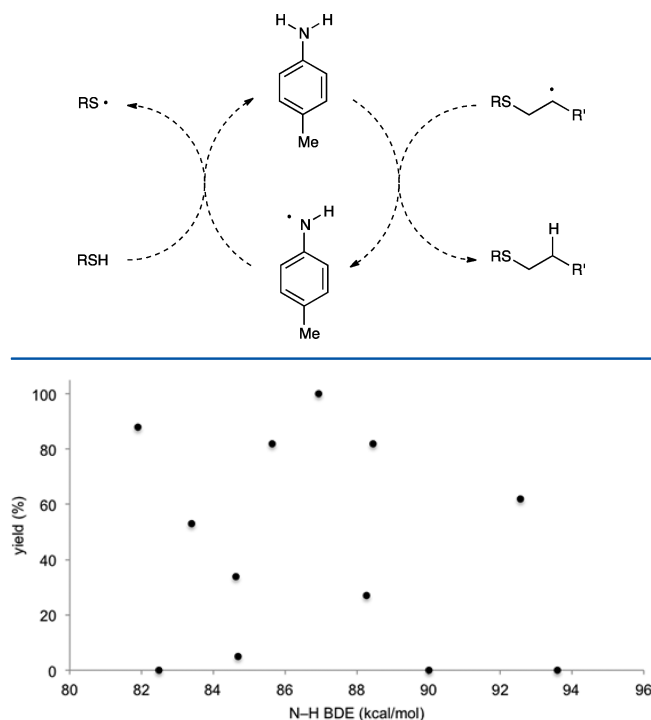 H H
N
RS•
Me
RS • R'
• N H
RSH
H
RS R'
Me
100
80
60
40
20
0
yield (%)
80 82 84 86 88 90 92 94 96
N–H BDE (kcal/mol)